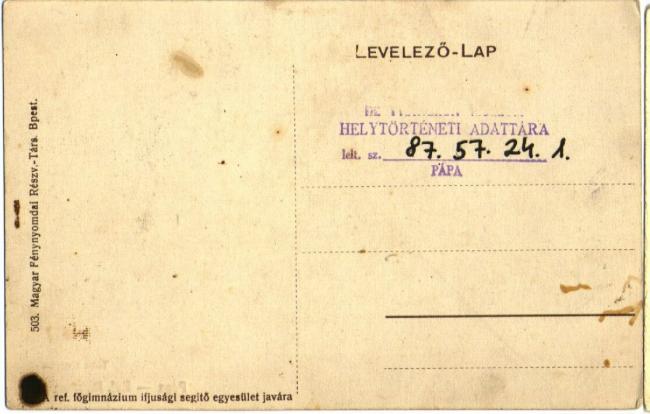 LEVELEZŐ-LAP
HELYTÖRTÉNETI ADATTÁRA
lelt. sz. 87. 57. 24. 1.
PÁPA
503. Magyar Fénynyomdai Részv.-Társ. Bpest.
A ref. főgimnázium ifjusági segitő egyesület javára